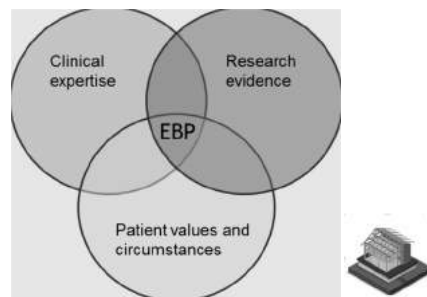 Clinical
expertise
Research
evidence
EBP
Patient values and
circumstances